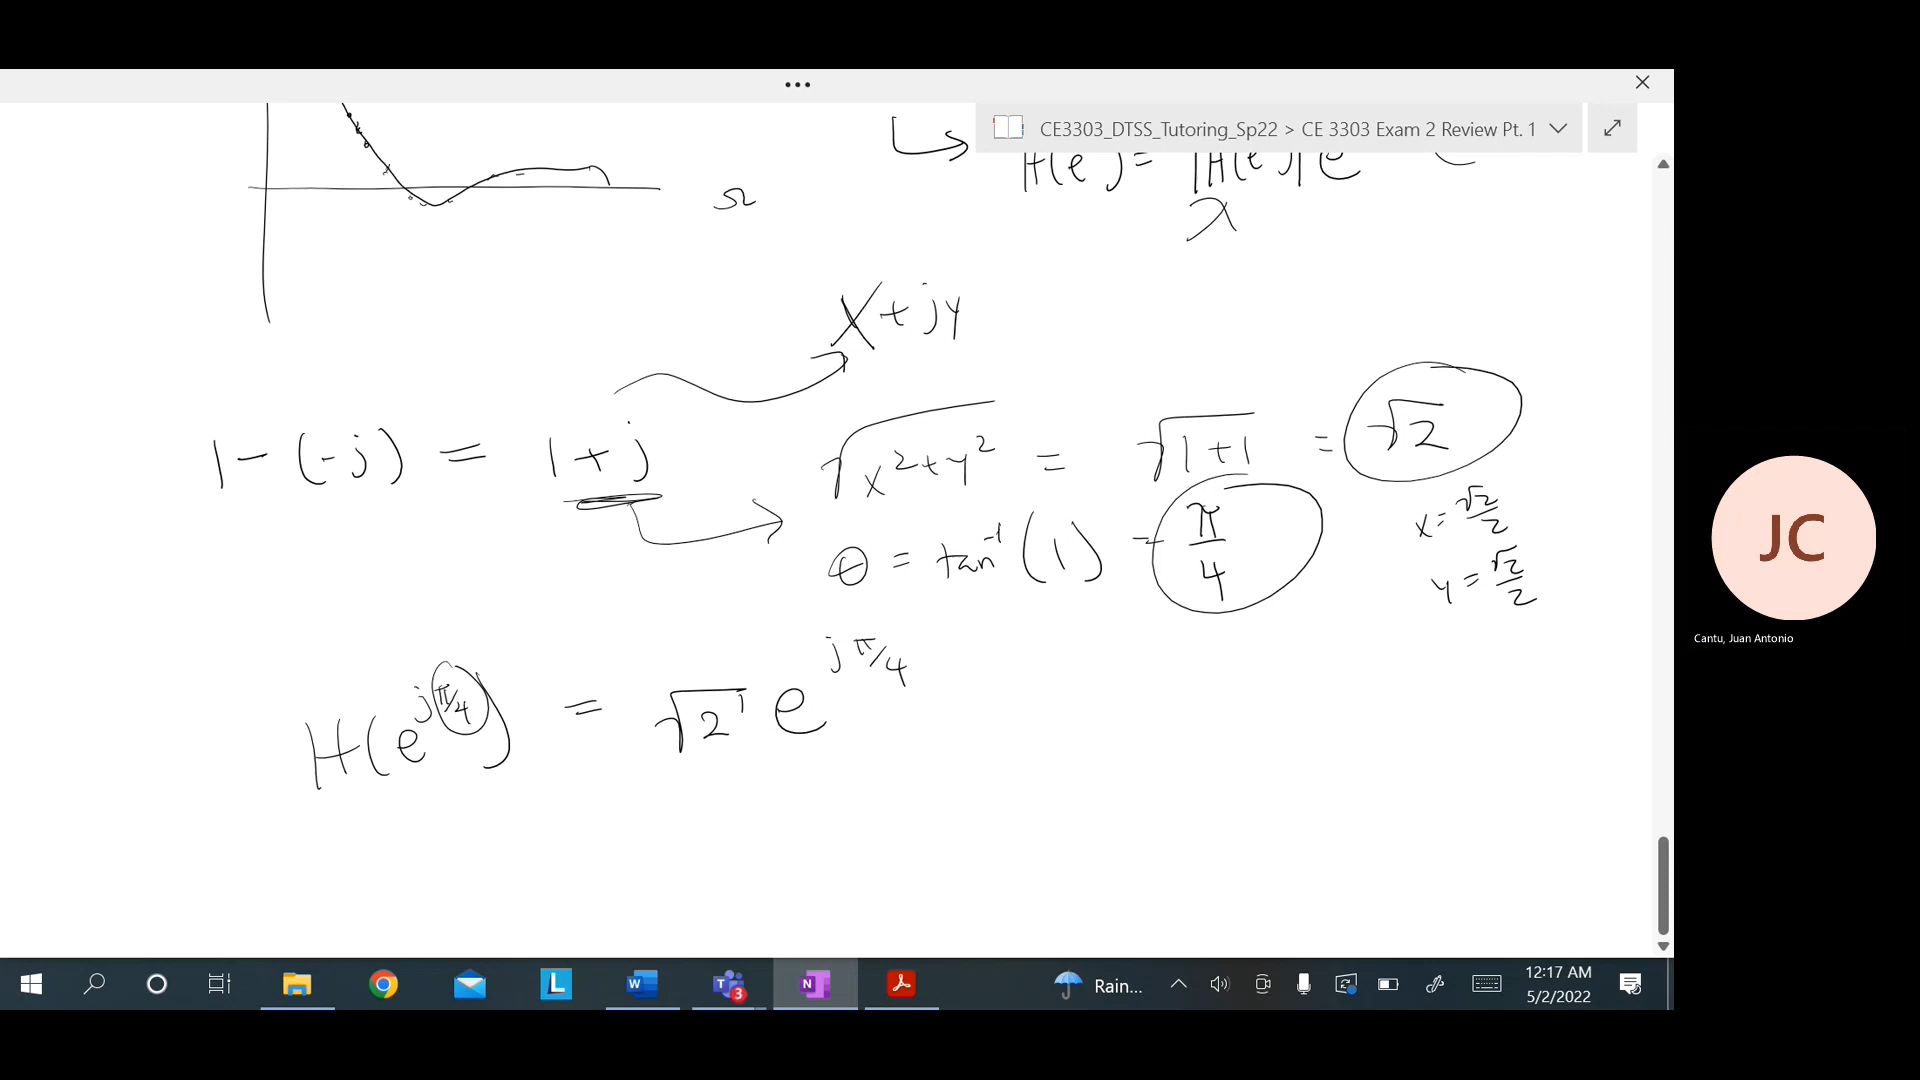 CE3303_DTSS_Tutoring_Sp22 > CE 3303 Exam 2 Review Pt. 1
H(e ) = |H(e )| e
Ω
λ
x + jy
1 - (-j) = 1 + j
√x²+y² = √1+1 = √2
θ = tan⁻¹ (1) = π/4
x = √2/2
y = √2/2
H(e^jπ/4) = √2 e^jπ/4
JC
Cantu, Juan Antonio
L
W
T 3
N
Rain...
12:17 AM
5/2/2022